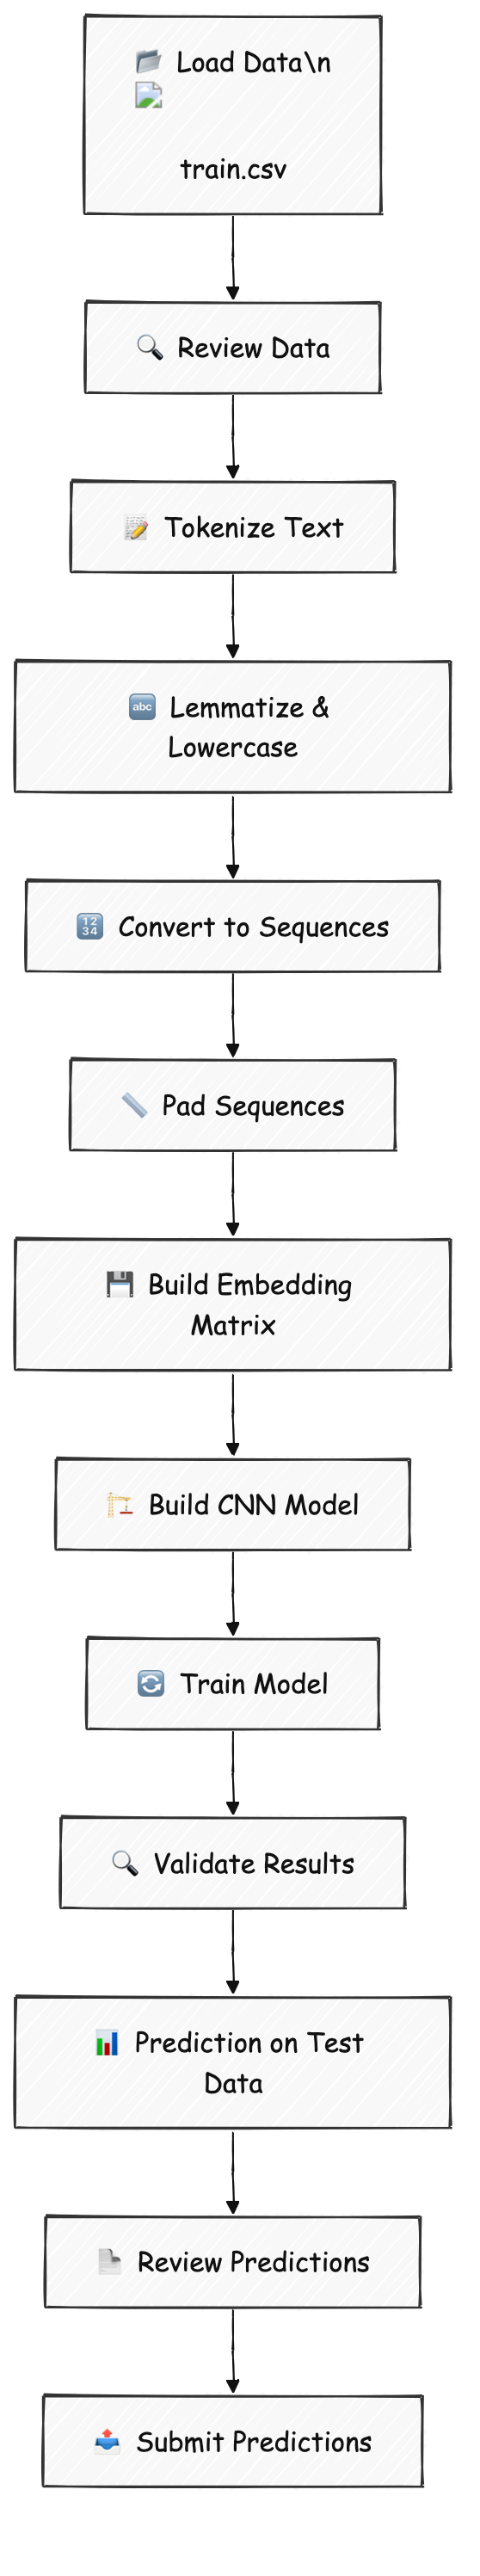 📂 Load Data\n
train.csv
🔍 Review Data
📝 Tokenize Text
🔤 Lemmatize &
Lowercase
🔢 Convert to Sequences
📏 Pad Sequences
💾 Build Embedding
Matrix
🏗️ Build CNN Model
🔄 Train Model
🔍 Validate Results
📊 Prediction on Test
Data
📄 Review Predictions
📤 Submit Predictions